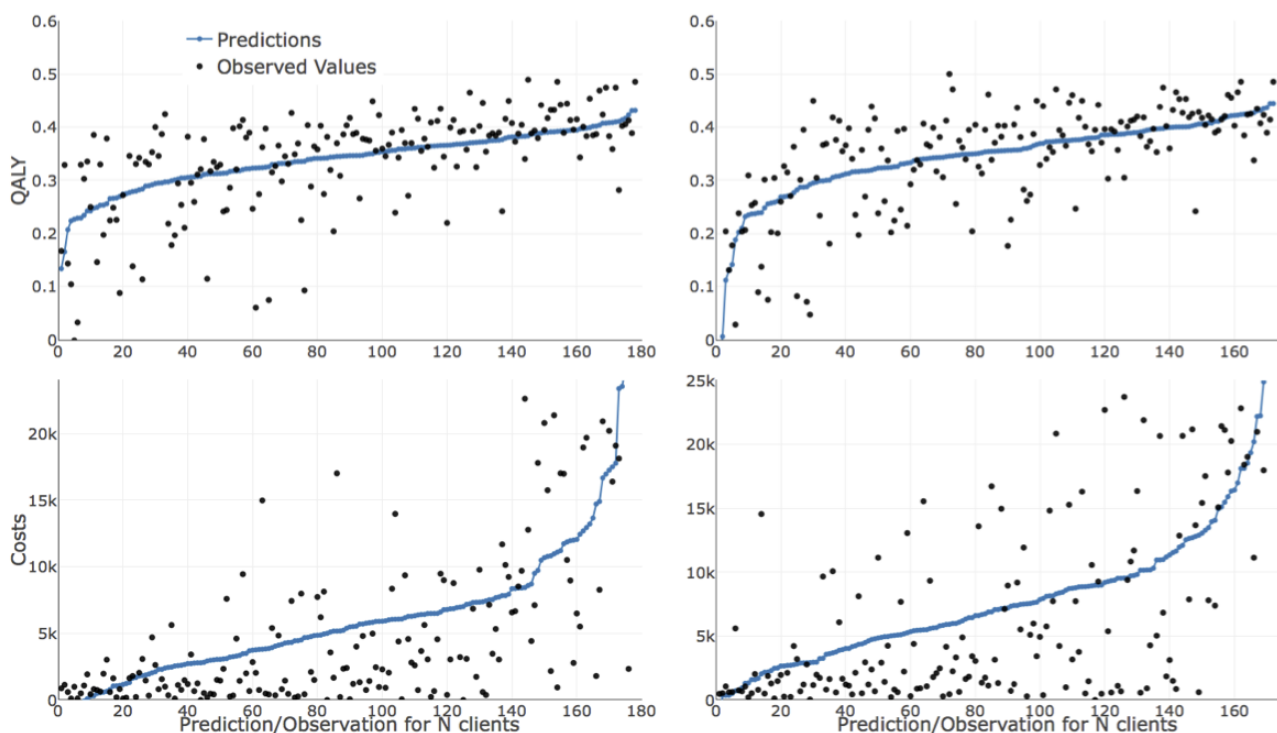 0.6
Predictions
Observed Values
0.5
0.4
0.3
0.2
0.1
0
QALY
0 20 40 60 80 100 120 140 160 180
0.6
0.5
0.4
0.3
0.2
0.1
0
0 20 40 60 80 100 120 140 160
20k
15k
10k
5k
0
Costs
0 20 40 60 80 100 120 140 160 180
Prediction/Observation for N clients
25k
20k
15k
10k
5k
0
0 20 40 60 80 100 120 140 160
Prediction/Observation for N clients